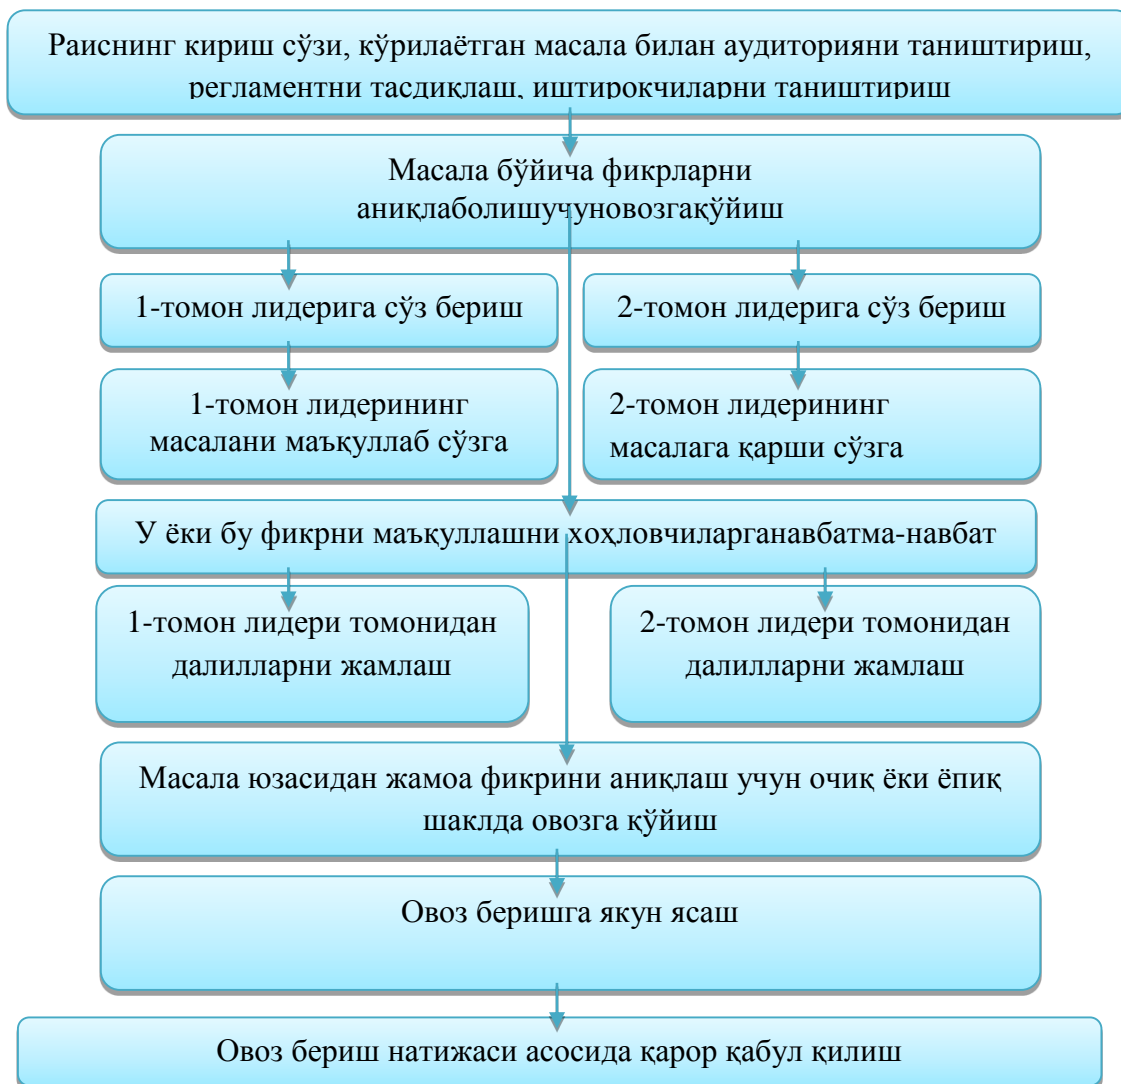 Раиснинг кириш сўзи, кўрилаётган масала билан аудиторияни таништириш,
регламентни тасдиқлаш, иштирокчиларни таништириш
Масала бўйича фикрларни
аниқлаболишучуновозгақўйиш
1-томон лидерига сўз бериш
2-томон лидерига сўз бериш
1-томон лидерининг
масалани маъқуллаб сўзга
2-томон лидерининг
масалага қарши сўзга
У ёки бу фикрни маъқуллашни хоҳловчиларганавбатма-навбат
1-томон лидери томонидан
далилларни жамлаш
2-томон лидери томонидан
далилларни жамлаш
Масала юзасидан жамоа фикрини аниқлаш учун очиқ ёки ёпиқ
шаклда овозга қўйиш
Овоз беришга якун ясаш
Овоз бериш натижаси асосида қарор қабул қилиш